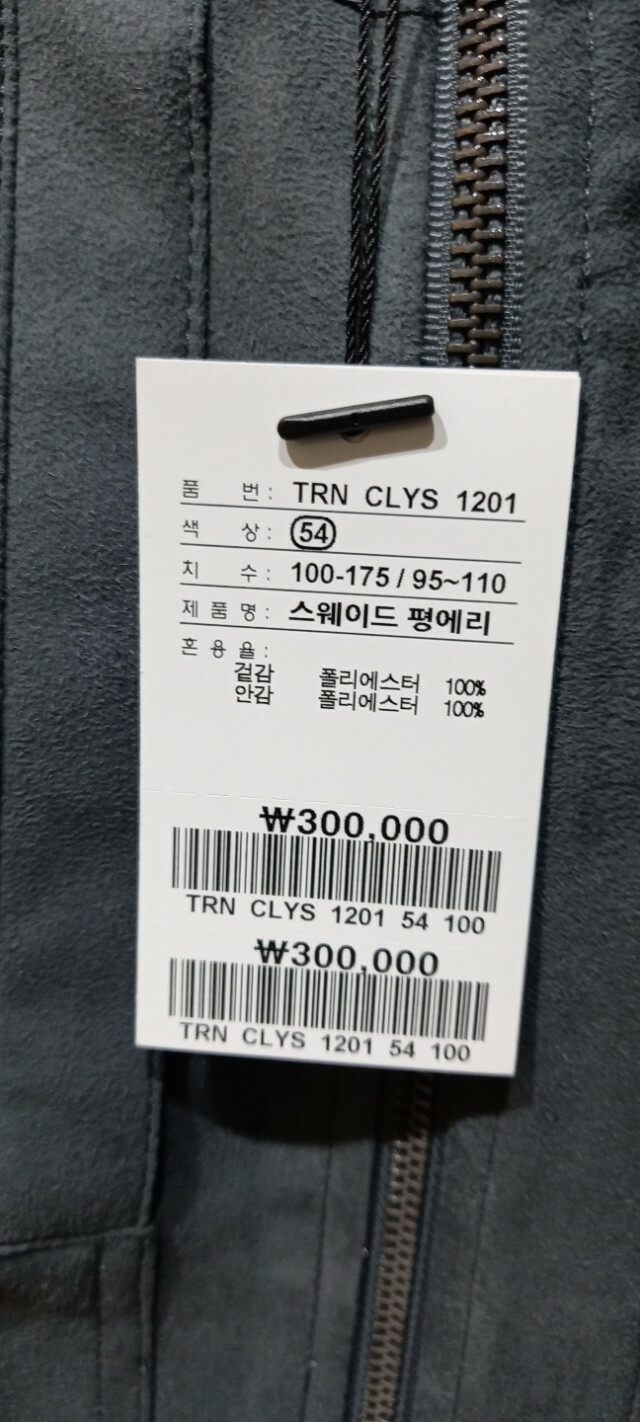 품 번 : TRN CLYS 1201
색 상 : 54
치 수 : 100-175 / 95~110
제 품 명 : 스웨이드 평에리
혼 용 율 :
겉감 폴리에스터 100%
안감 폴리에스터 100%
₩300,000
TRN CLYS 1201 54 100
₩300,000
TRN CLYS 1201 54 100